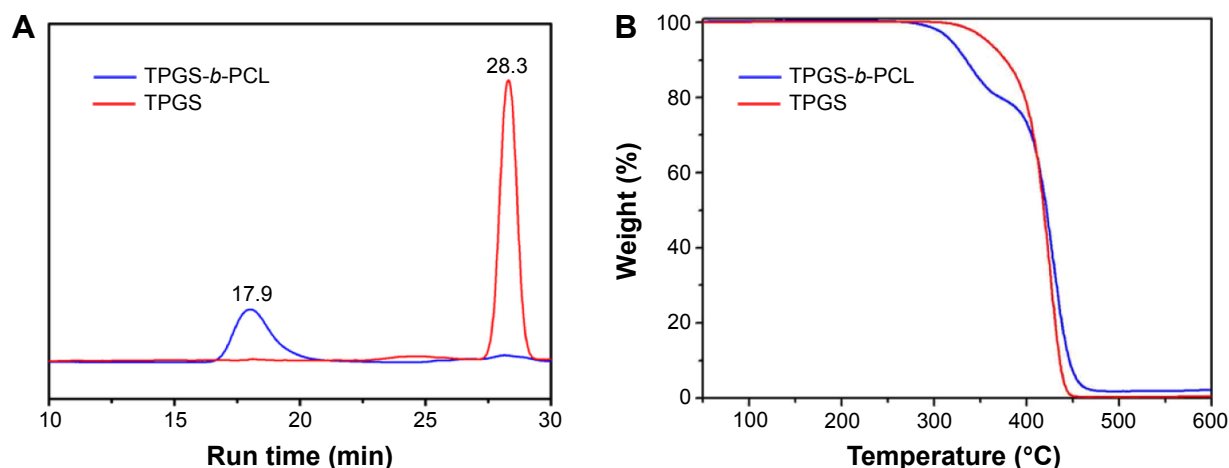 A
TPGS-b-PCL
TPGS
28.3
17.9
10
15
20
25
30
Run time (min)
B
TPGS-b-PCL
TPGS
Weight (%)
100
80
60
40
20
0
100
200
300
400
500
600
Temperature (°C)